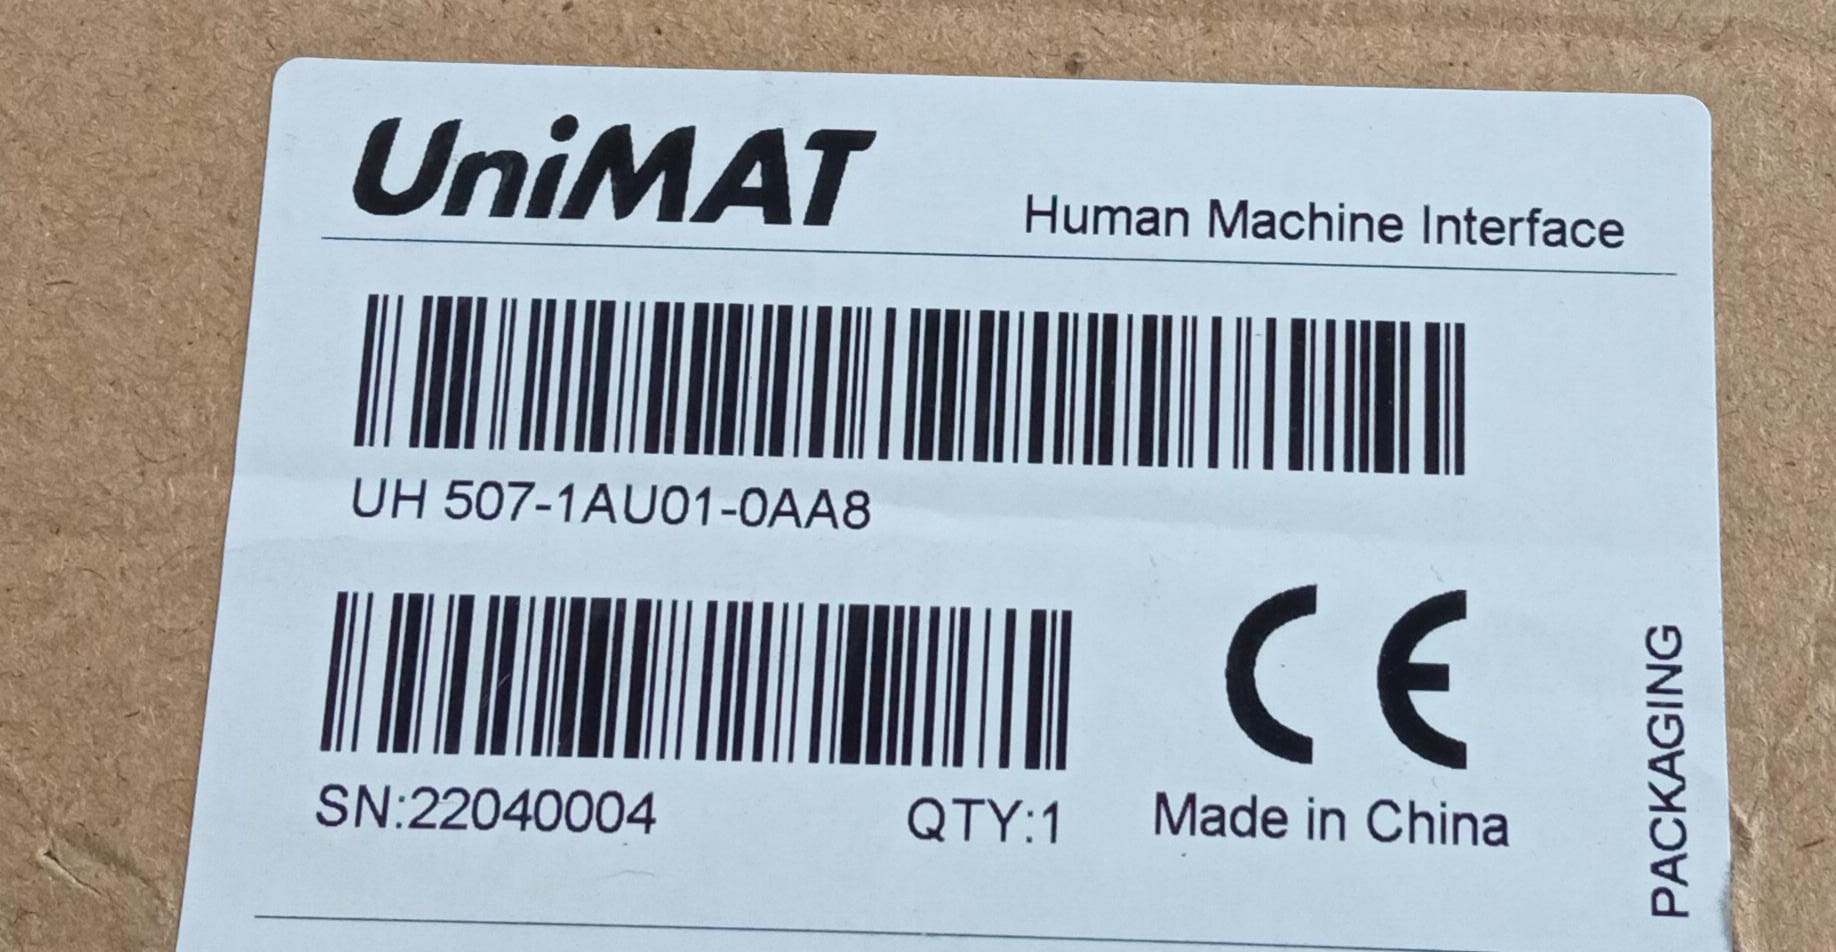 UniMAT
Human Machine Interface
UH 507-1AU01-0AA8
SN:22040004
QTY:1
CE
Made in China
PACKAGING